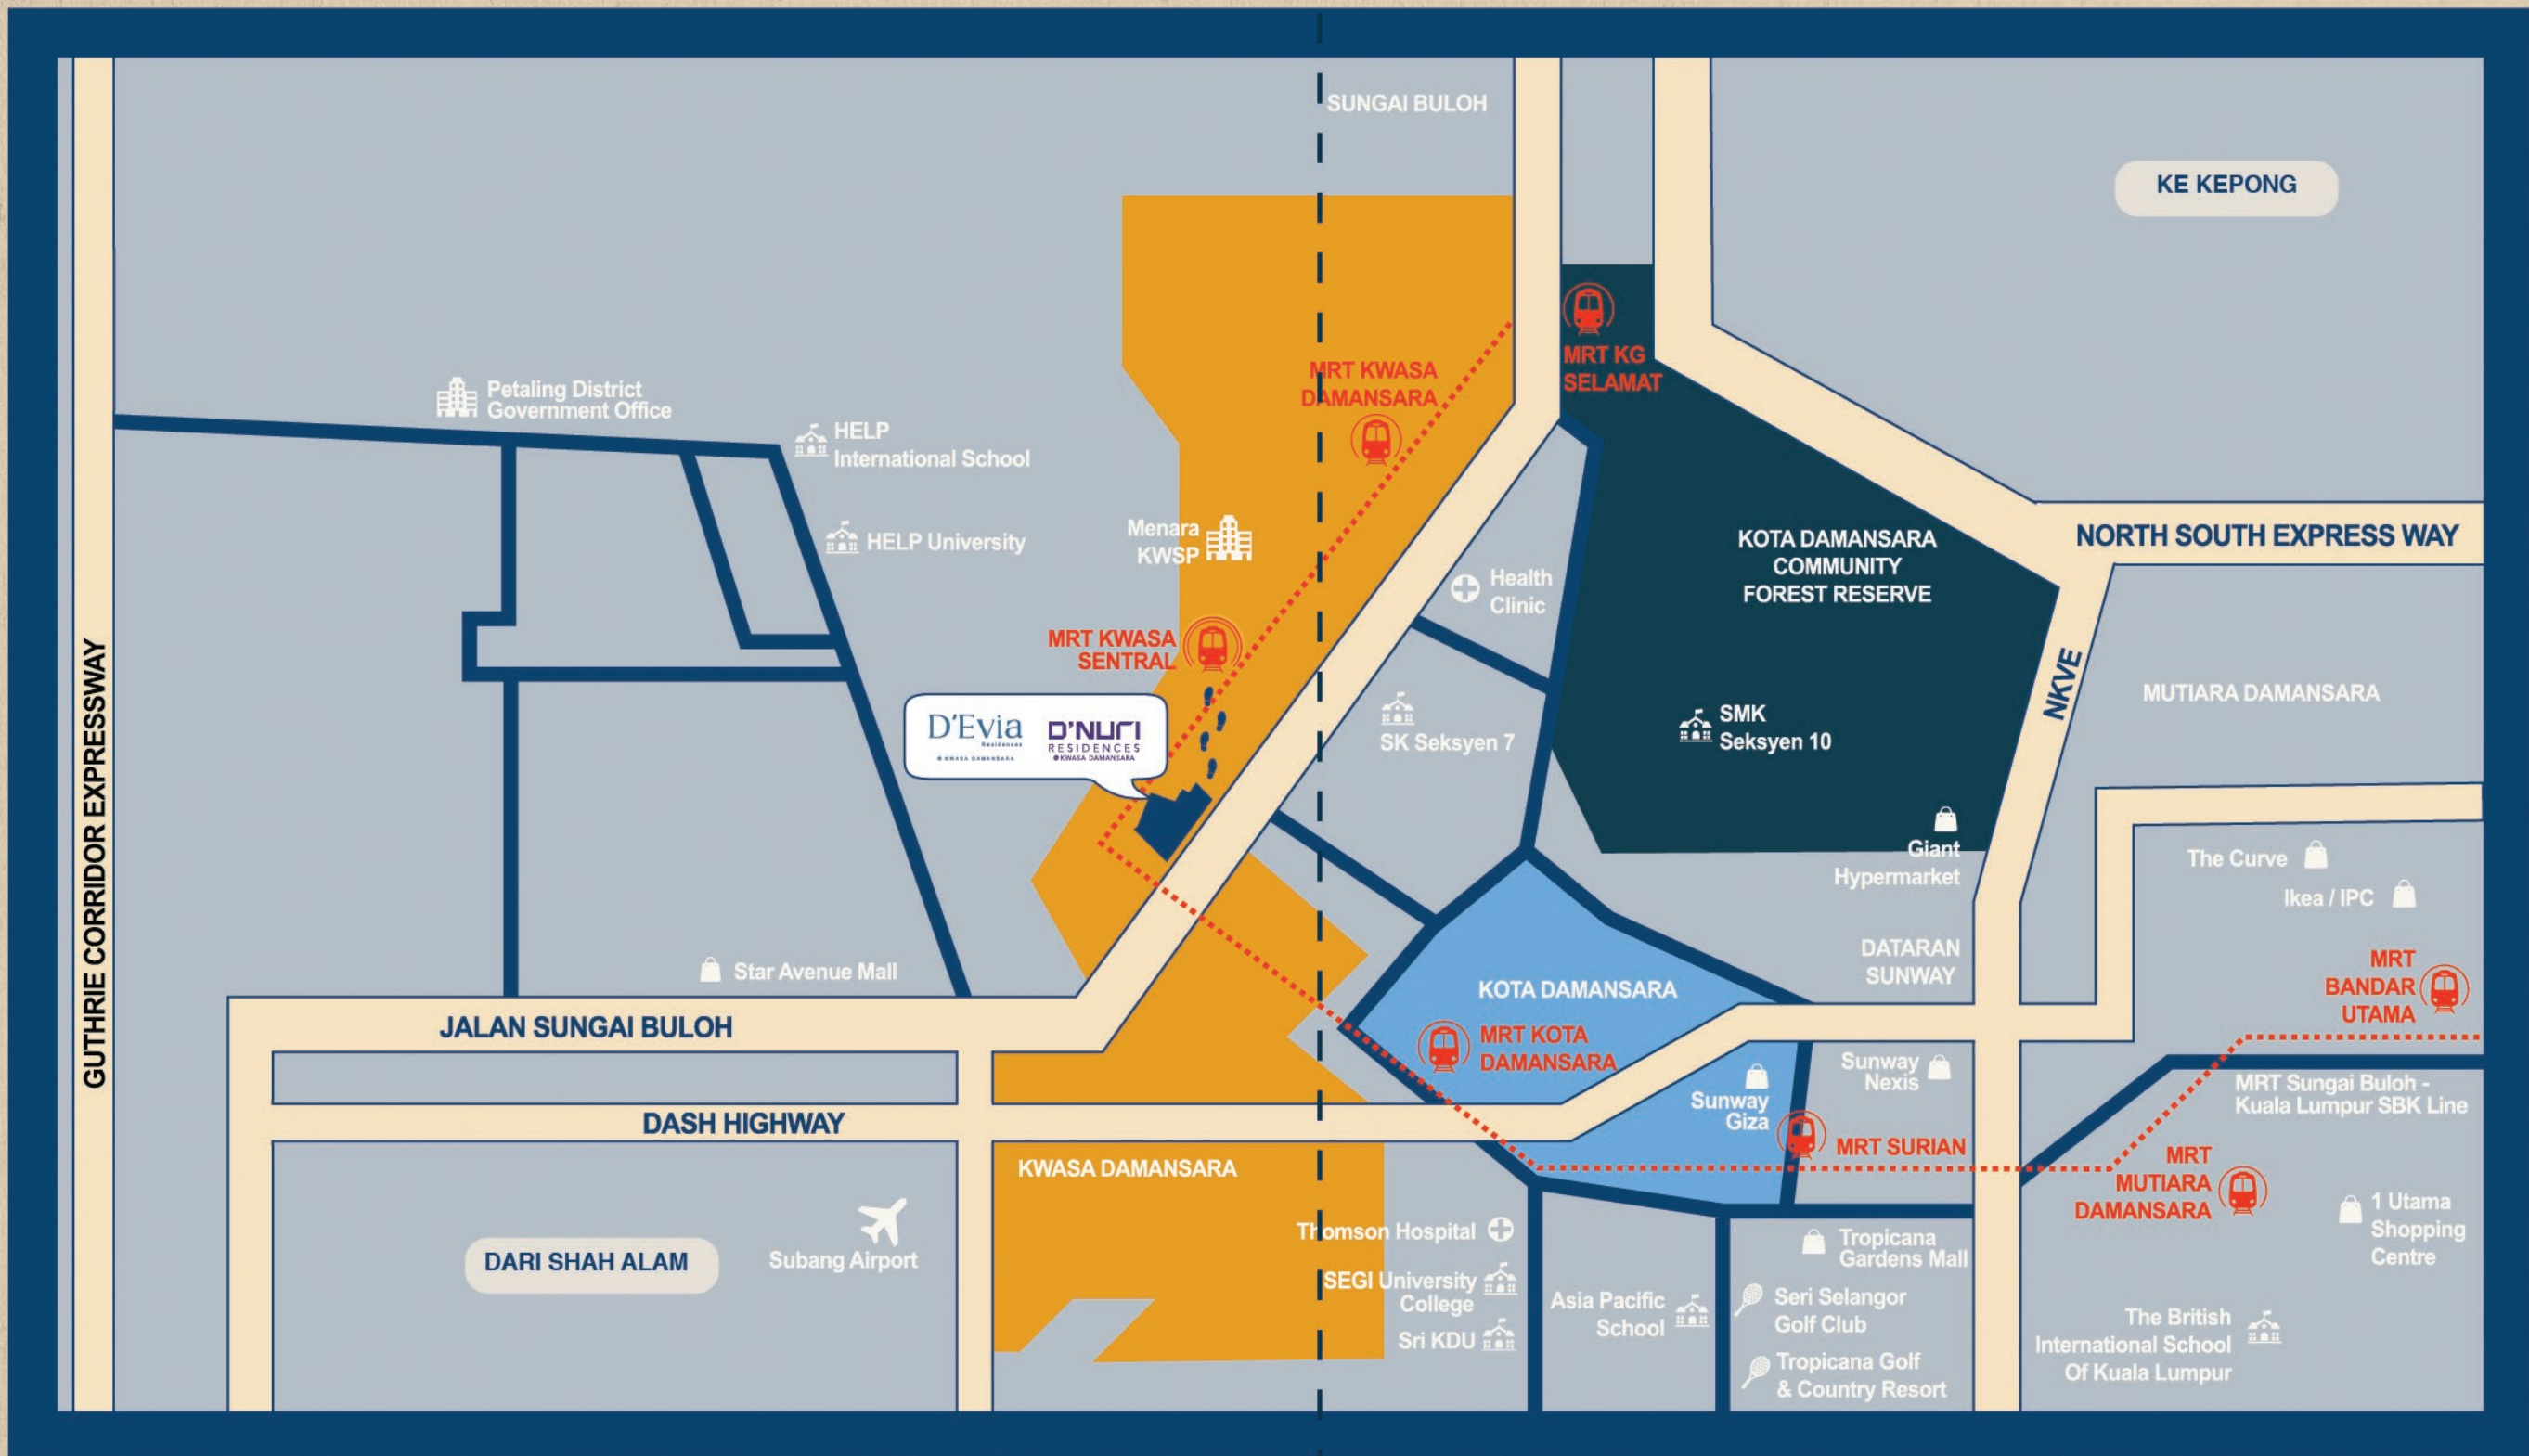 SUNGAI BULOH
KE KEPONG
MRT KG
SELAMAT
MRT KWASA
DAMANSARA
Petaling District
Government Office
HELP
International School
HELP University
Menara
KWSP
Health
Clinic
KOTA DAMANSARA
COMMUNITY
FOREST RESERVE
NORTH SOUTH EXPRESS WAY
MRT KWASA
SENTRAL
GUTHRIE CORRIDOR EXPRESSWAY
NKVE
MUTIARA DAMANSARA
D'Evia
Residences
@ KWASA DAMANSARA
D'NURI
RESIDENCES
@KWASA DAMANSARA
SK Seksyen 7
SMK
Seksyen 10
Giant
Hypermarket
The Curve
Ikea / IPC
DATARAN
SUNWAY
MRT
BANDAR
UTAMA
Star Avenue Mall
KOTA DAMANSARA
JALAN SUNGAI BULOH
MRT KOTA
DAMANSARA
Sunway
Nexis
Sunway
Giza
MRT Sungai Buloh -
Kuala Lumpur SBK Line
DASH HIGHWAY
MRT SURIAN
KWASA DAMANSARA
MRT
MUTIARA
DAMANSARA
1 Utama
Shopping
Centre
DARI SHAH ALAM
Subang Airport
Thomson Hospital
SEGI University
College
Sri KDU
Asia Pacific
School
Tropicana
Gardens Mall
Seri Selangor
Golf Club
Tropicana Golf
& Country Resort
The British
International School
Of Kuala Lumpur